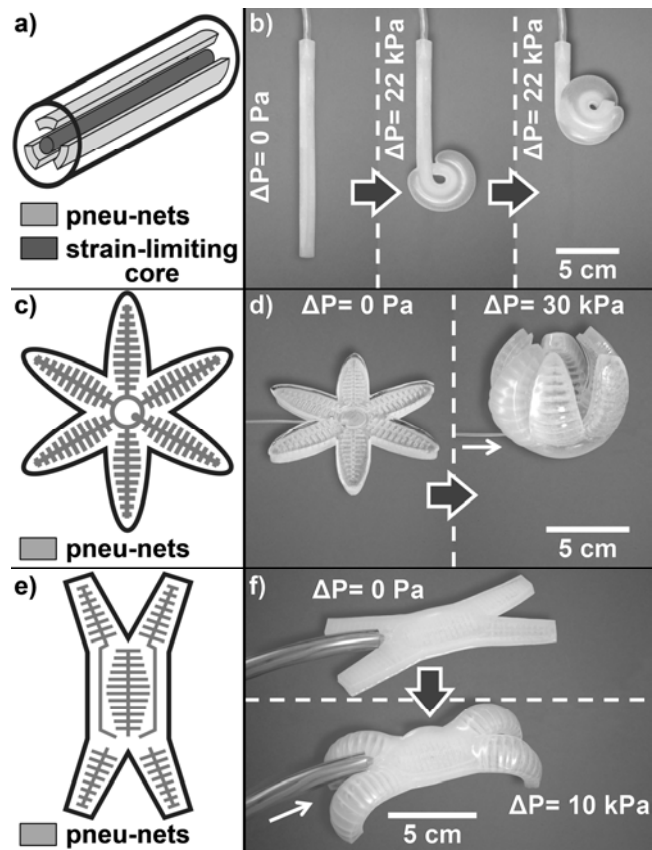 a)
pneu-nets
strain-limiting
core
b)
ΔP= 0 Pa
ΔP= 22 kPa
ΔP= 22 kPa
5 cm
c)
pneu-nets
d)
ΔP= 0 Pa
ΔP= 30 kPa
5 cm
e)
pneu-nets
f)
ΔP= 0 Pa
5 cm
ΔP= 10 kPa